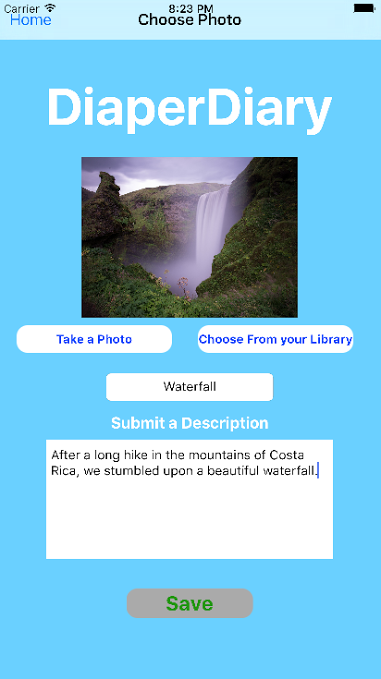 Carrier 8:23 PM
Home Choose Photo
DiaperDiary
Take a Photo Choose From your Library
Waterfall
Submit a Description
After a long hike in the mountains of Costa
Rica, we stumbled upon a beautiful waterfall.
Save